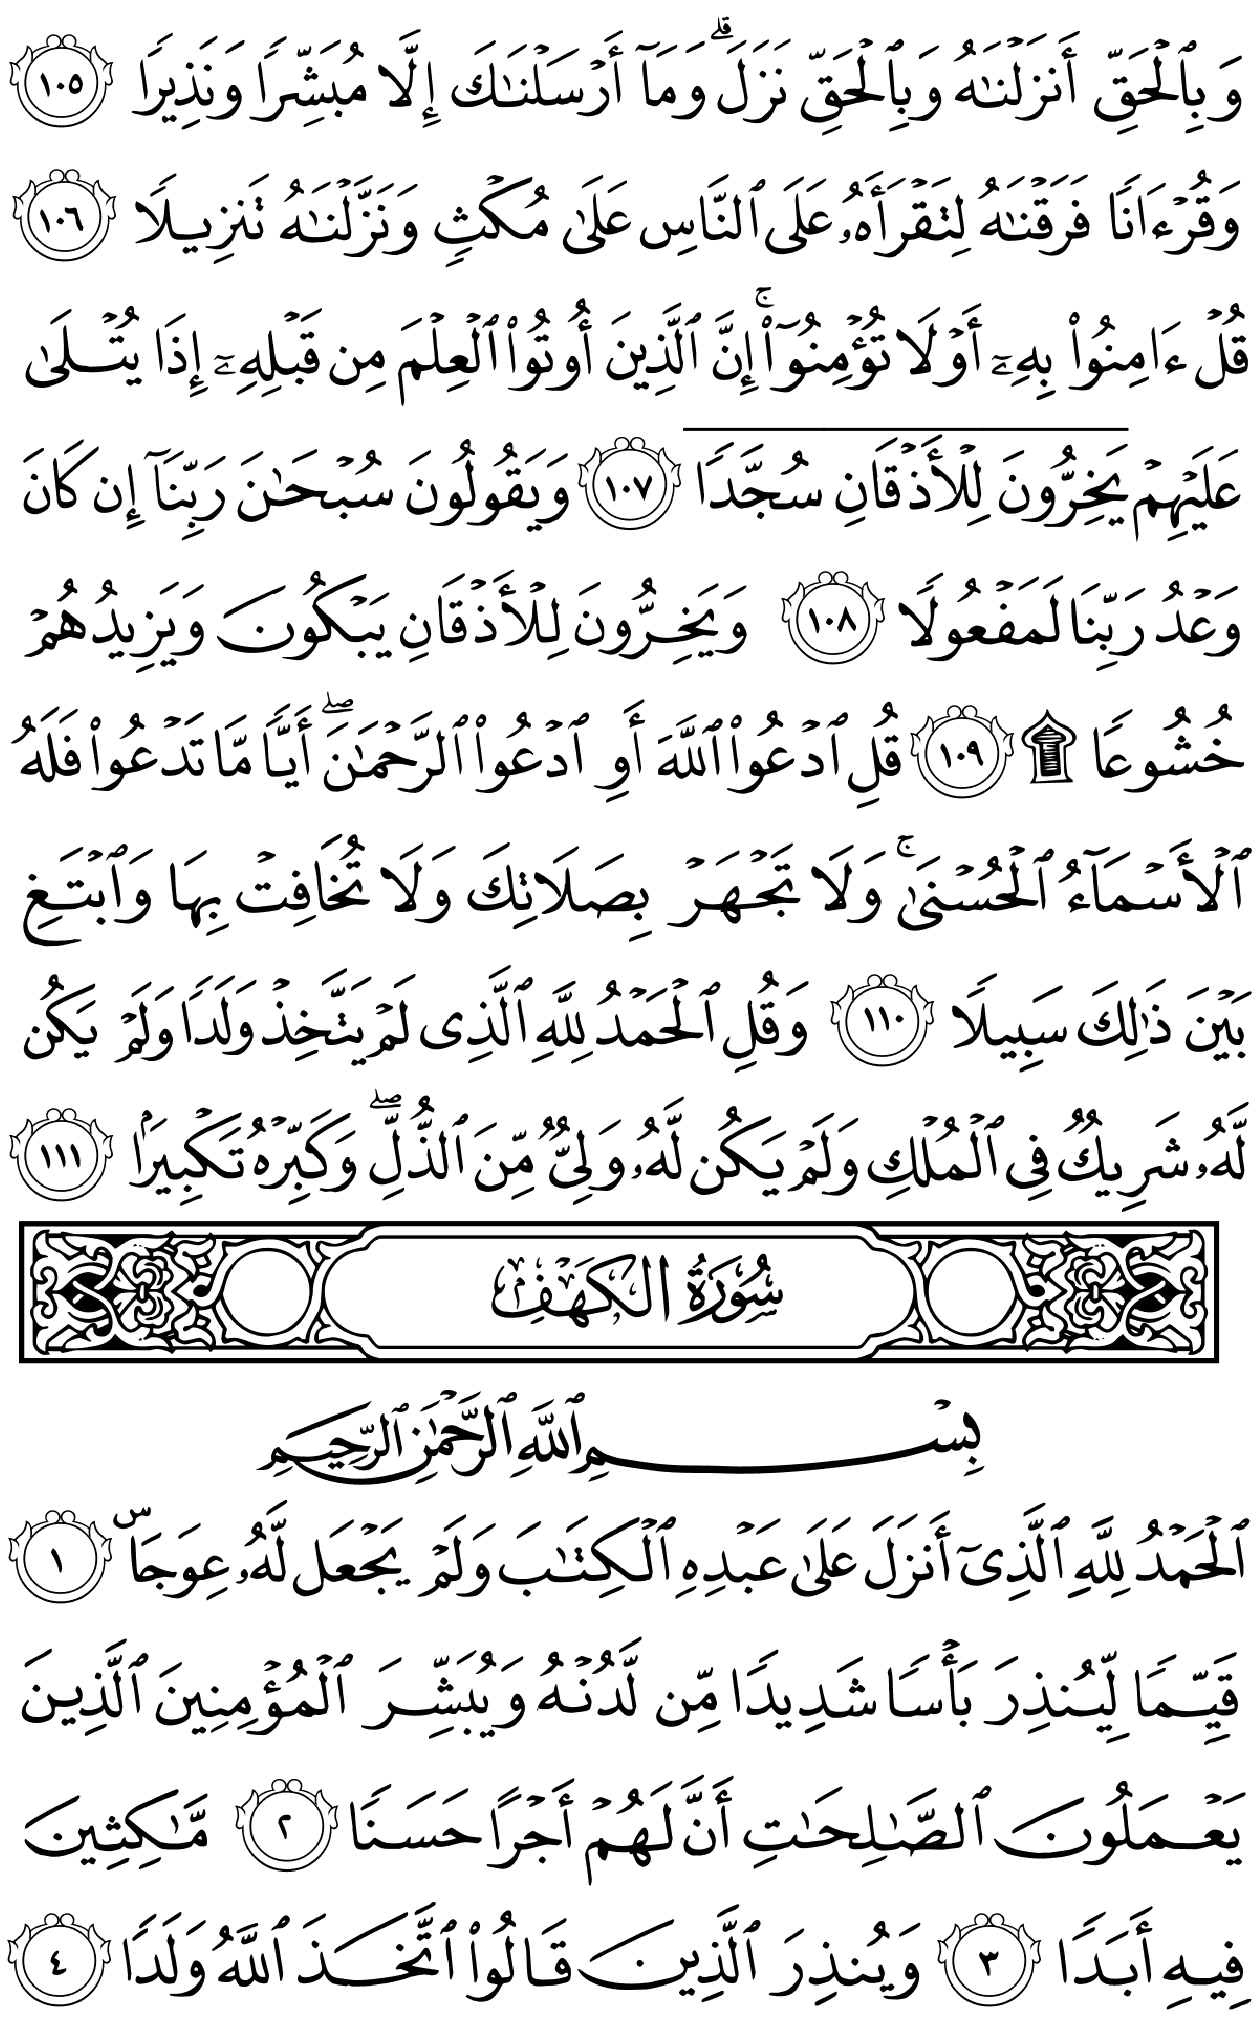 وَبِٱلْحَقِّ أَنزَلْنَٰهُ وَبِٱلْحَقِّ نَزَلَ ۗ وَمَآ أَرْسَلْنَٰكَ إِلَّا مُبَشِّرًا وَنَذِيرًا ١٠٥
وَقُرْءَانًا فَرَقْنَٰهُ لِتَقْرَأَهُۥ عَلَى ٱلنَّاسِ عَلَىٰ مُكْثٍ وَنَزَّلْنَٰهُ تَنزِيلًا ١٠٦
قُلْ ءَامِنُوا۟ بِهِۦٓ أَوْ لَا تُؤْمِنُوٓا۟ ۚ إِنَّ ٱلَّذِينَ أُوتُوا۟ ٱلْعِلْمَ مِن قَبْلِهِۦٓ إِذَا يُتْلَىٰ
عَلَيْهِمْ يَخِرُّونَ لِلْأَذْقَانِ سُجَّدًا ١٠٧ وَيَقُولُونَ سُبْحَٰنَ رَبِّنَآ إِن كَانَ
وَعْدُ رَبِّنَا لَمَفْعُولًا ١٠٨ وَيَخِرُّونَ لِلْأَذْقَانِ يَبْكُونَ وَيَزِيدُهُمْ
خُشُوعًا ۩ ١٠٩ قُلِ ٱدْعُوا۟ ٱللَّهَ أَوِ ٱدْعُوا۟ ٱلرَّحْمَٰنَ ۖ أَيًّا مَّا تَدْعُوا۟ فَلَهُ
ٱلْأَسْمَآءُ ٱلْحُسْنَىٰ ۚ وَلَا تَجْهَرْ بِصَلَاتِكَ وَلَا تُخَافِتْ بِهَا وَٱبْتَغِ
بَيْنَ ذَٰلِكَ سَبِيلًا ١١٠ وَقُلِ ٱلْحَمْدُ لِلَّهِ ٱلَّذِى لَمْ يَتَّخِذْ وَلَدًا وَلَمْ يَكُن
لَّهُۥ شَرِيكٌ فِى ٱلْمُلْكِ وَلَمْ يَكُن لَّهُۥ وَلِىٌّ مِّنَ ٱلذُّلِّ ۖ وَكَبِّرْهُ تَكْبِيرًۢا ١١١
سُورَةُ الكَهْفِ
بِسْمِ ٱللَّهِ ٱلرَّحْمَٰنِ ٱلرَّحِيمِ
ٱلْحَمْدُ لِلَّهِ ٱلَّذِىٓ أَنزَلَ عَلَىٰ عَبْدِهِ ٱلْكِتَٰبَ وَلَمْ يَجْعَل لَّهُۥ عِوَجَاۜ ١
قَيِّمًا لِّيُنذِرَ بَأْسًا شَدِيدًا مِّن لَّدُنْهُ وَيُبَشِّرَ ٱلْمُؤْمِنِينَ ٱلَّذِينَ
يَعْمَلُونَ ٱلصَّٰلِحَٰتِ أَنَّ لَهُمْ أَجْرًا حَسَنًا ٢ مَّٰكِثِينَ
فِيهِ أَبَدًا ٣ وَيُنذِرَ ٱلَّذِينَ قَالُوا۟ ٱتَّخَذَ ٱللَّهُ وَلَدًا ٤